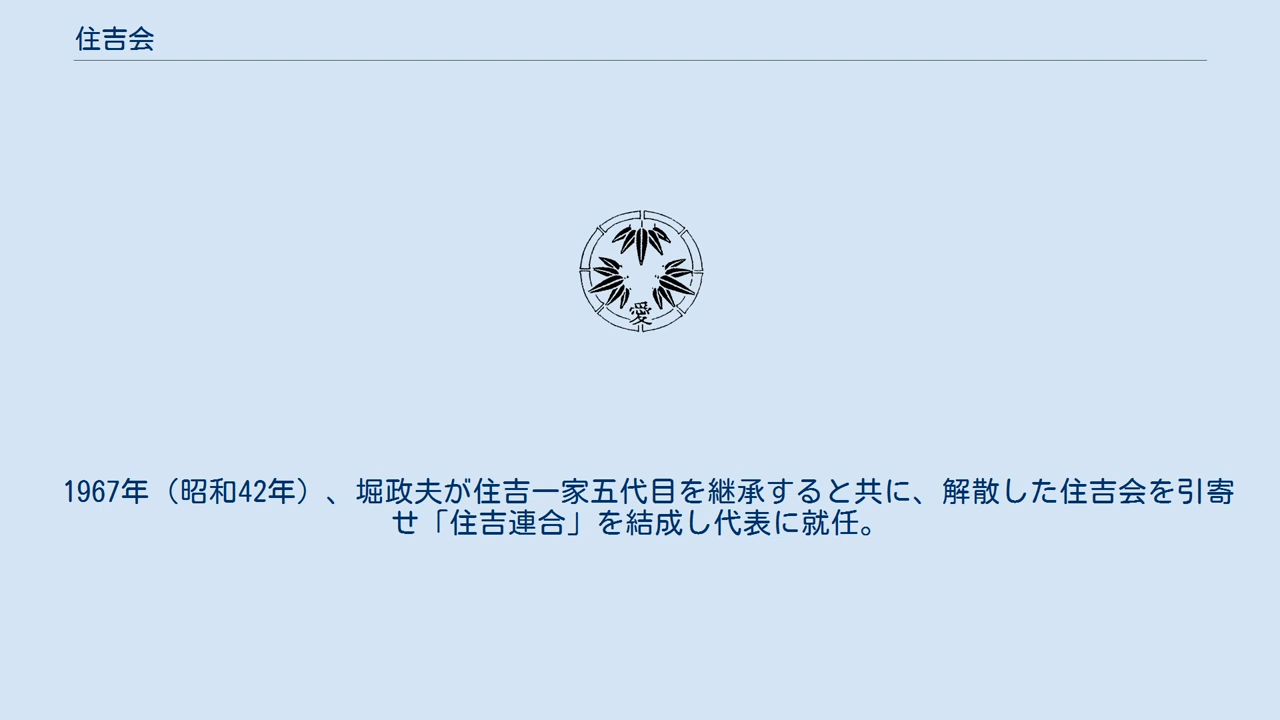 住吉会
愛
1967年（昭和42年）、堀政夫が住吉一家五代目を継承すると共に、解散した住吉会を引寄
せ「住吉連合」を結成し代表に就任。